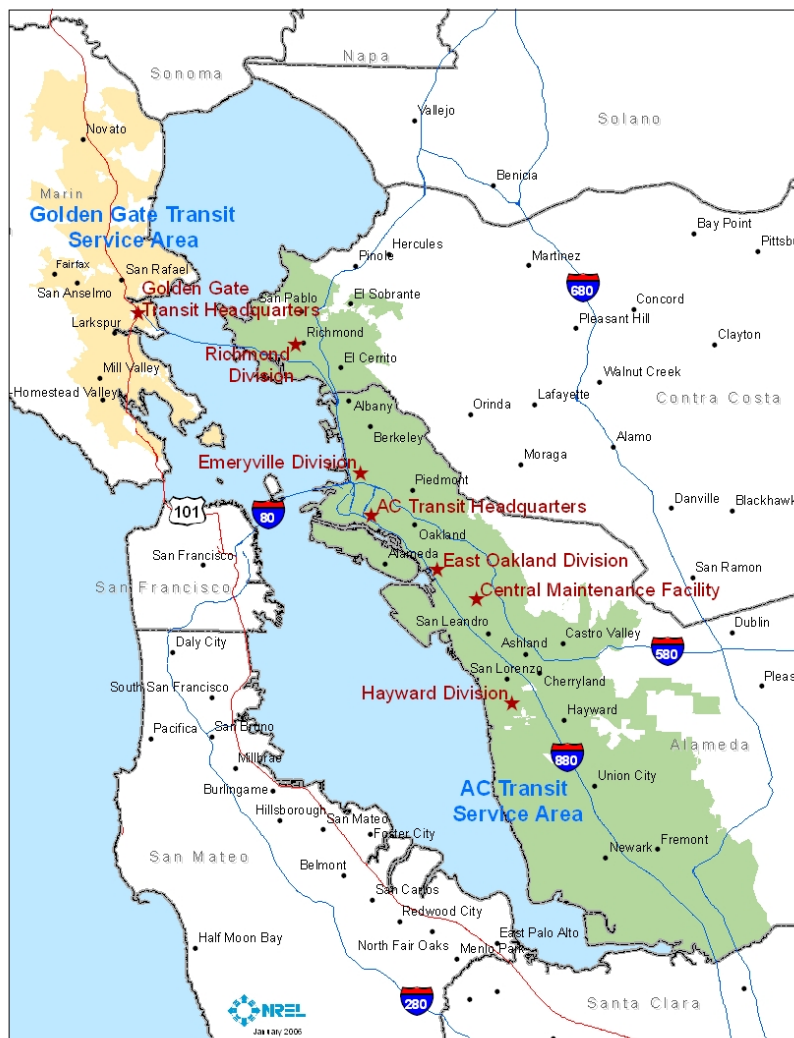 Napa
Sonoma
Vallejo
Solano
Novato
Benicia
Marin
Golden Gate Transit
Service Area
Bay Point
Hercules
Pinole
Martinez
Pittsbu
Fairfax
San Rafael
San Anselmo
Golden Gate
Transit Headquarters
San Pablo
El Sobrante
680
Concord
Pleasant Hill
Larkspur
Richmond
Richmond
Division
Clayton
El Cerrito
Mill Valley
Homestead Valley
Walnut Creek
Albany
Orinda
Lafayette
Contra Costa
Berkeley
Alamo
Emeryville Division
Moraga
Piedmont
101
80
AC Transit Headquarters
Danville
Blackhawk
Oakland
San Francisco
Alameda
East Oakland Division
San Francisco
San Ramon
Central Maintenance Facility
San Leandro
Castro Valley
Dublin
Daly City
Ashland
580
San Lorenzo
Cherryland
Pleas
South San Francisco
Hayward Division
Hayward
Pacifica
San Bruno
Alameda
Millbrae
880
Burlingame
AC Transit
Service Area
Union City
Hillsborough
San Mateo
Foster City
San Mateo
Newark
Fremont
Belmont
San Carlos
Redwood City
Half Moon Bay
North Fair Oaks
East Palo Alto
Menlo Park
280
Santa Clara
NREL
January 2006